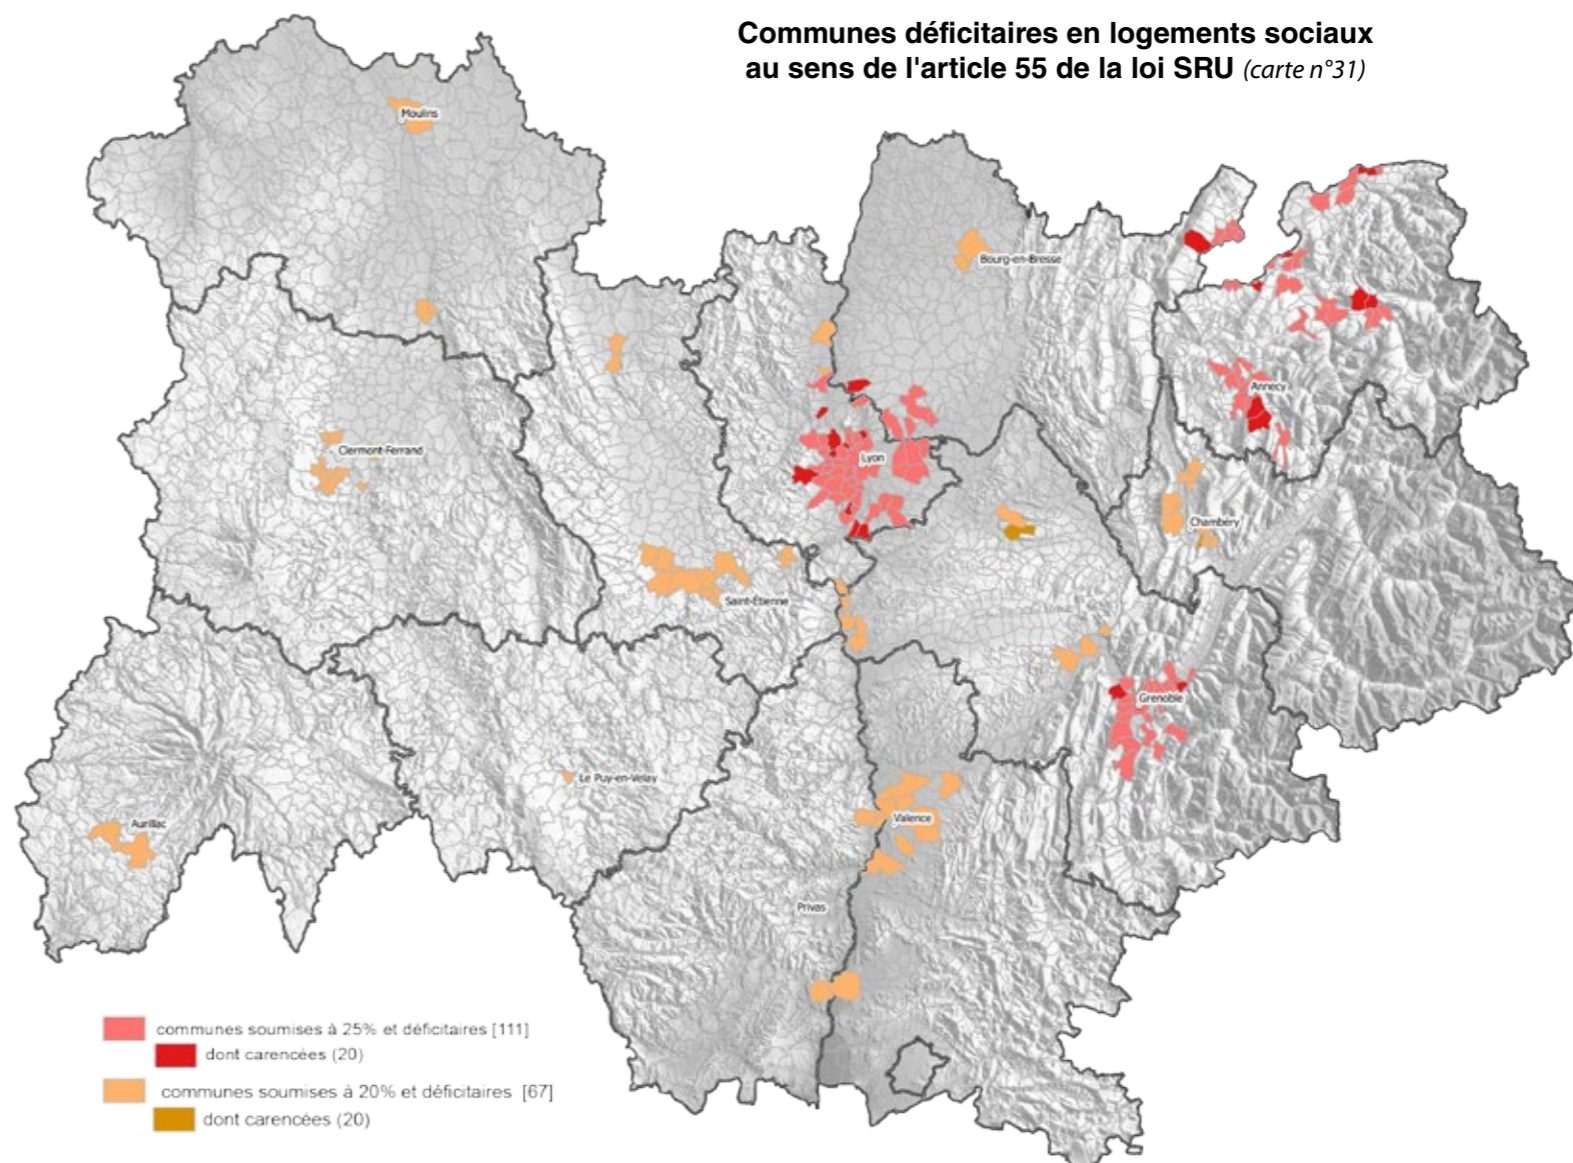 Communes déficitaires en logements sociaux
au sens de l'article 55 de la loi SRU (carte n°31)
Moulins
Bourg-en-Bresse
Annecy
Clermont-Ferrand
Lyon
Chambéry
Saint-Étienne
Grenoble
Le Puy-en-Velay
Aurillac
Valence
Privas
communes soumises à 25% et déficitaires [111]
dont carencées (20)
communes soumises à 20% et déficitaires [67]
dont carencées (20)